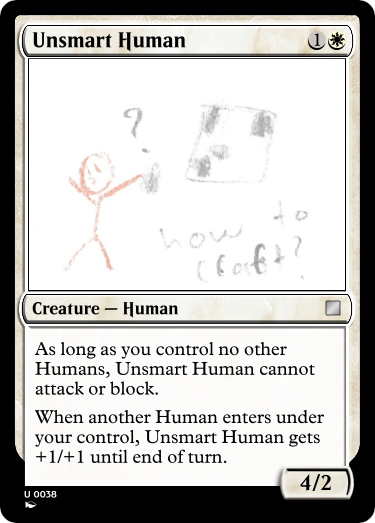 Unsmart Human
1
?
how to
craft?
Creature — Human
As long as you control no other
Humans, Unsmart Human cannot
attack or block.
When another Human enters under
your control, Unsmart Human gets
+1/+1 until end of turn.
4/2
U 0038